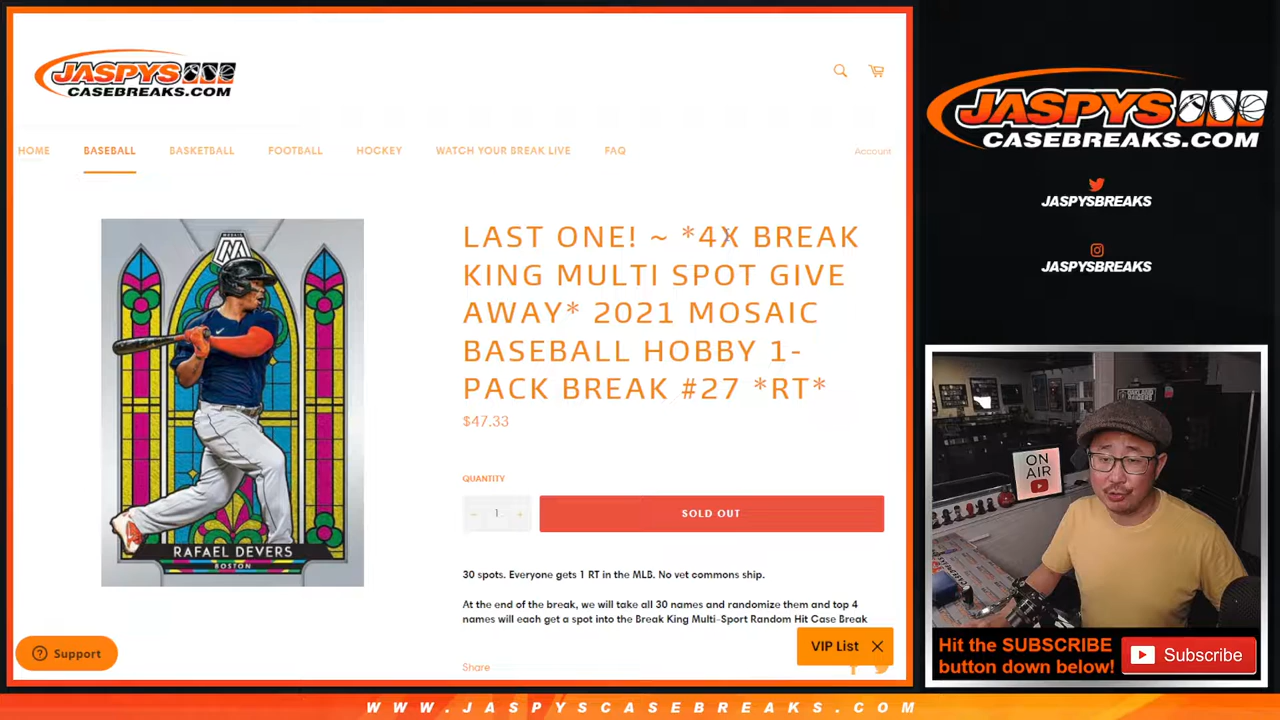 JASPYS
CASEBREAKS.COM
HOME
BASEBALL
BASKETBALL
FOOTBALL
HOCKEY
WATCH YOUR BREAK LIVE
FAQ
Account
MOSAIC
RAFAEL DEVERS
BOSTON
LAST ONE! ~ *4X BREAK
KING MULTI SPOT GIVE
AWAY* 2021 MOSAIC
BASEBALL HOBBY 1-
PACK BREAK #27 *RT*
$47.33
QUANTITY
− 1 +
SOLD OUT
30 spots. Everyone gets 1 RT in the MLB. No vet commons ship.
At the end of the break, we will take all 30 names and randomize them and top 4
names will each get a spot into the Break King Multi-Sport Random Hit Case Break
VIP List
Share
Support
JASPYS
CASEBREAKS.COM
JASPYSBREAKS
JASPYSBREAKS
ON
AIR
Hit the SUBSCRIBE
button down below!
Subscribe
WWW.JASPYSCASEBREAKS.COM